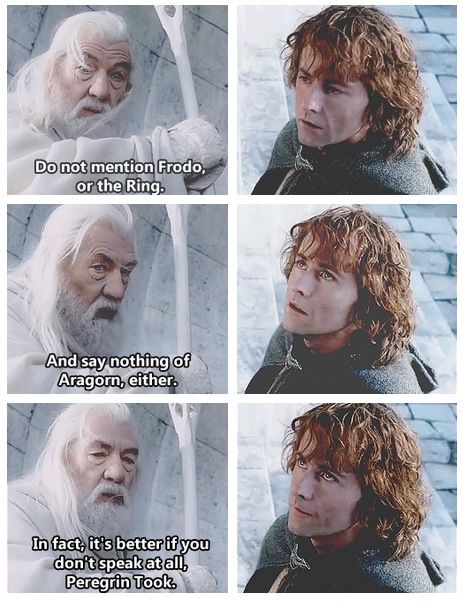 Do not mention Frodo,
or the Ring.
And say nothing of
Aragorn, either.
In fact, it's better if you
don't speak at all,
Peregrin Took.